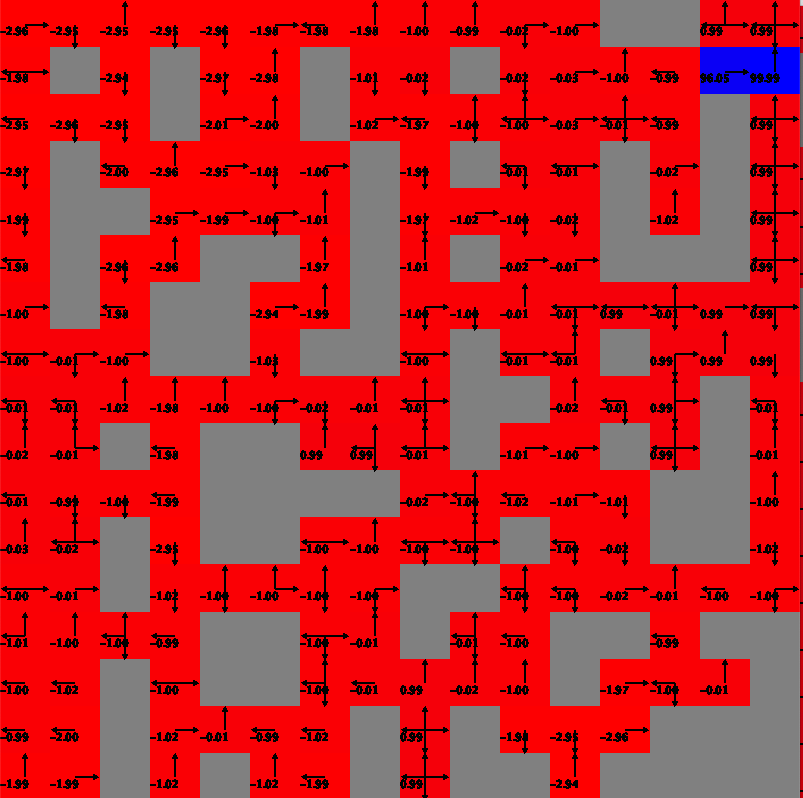 -2.96 -2.95 -2.95 -2.95 -2.96 -2.98 -1.98 -1.98 -1.00 -0.99 -0.02 -1.00 0.99 0.99
-1.98 -2.94 -2.97 -2.98 -1.01 -0.02 -0.02 -0.03 -1.00 -0.99 96.05 99.99
-2.95 -2.96 -2.95 -2.01 -2.00 -1.02 -1.97 -1.00 -1.00 -0.03 -0.01 -0.99 0.99
-2.97 -2.00 -2.96 -2.95 -1.03 -1.00 -1.99 -0.01 -0.01 -0.02 0.99
-1.99 -2.95 -1.99 -1.00 -1.01 -1.97 -1.02 -1.00 -0.02 -1.02 0.99
-1.98 -2.96 -2.96 -1.97 -1.01 -0.02 -0.01 0.99
-1.00 -1.98 -2.94 -1.99 -1.00 -1.00 -0.01 -0.01 0.99 -0.01 0.99 0.99
-1.00 -0.01 -1.00 -1.03 -1.00 -0.01 -0.01 0.99 0.99 0.99
-0.01 -0.01 -1.02 -1.98 -1.00 -1.00 -0.02 -0.01 -0.01 -0.02 -0.01 0.99 -0.01
-0.02 -0.01 -1.98 0.99 0.99 -0.01 -1.01 -1.00 0.99 -0.01
-0.01 -0.99 -1.00 -0.99 -0.02 -1.00 -1.02 -1.01 -1.01 -1.00
-0.03 -0.02 -2.95 -1.00 -1.00 -1.00 -1.00 -1.00 -0.02 -1.02
-1.00 -0.01 -1.02 -1.00 -1.00 -1.00 -1.00 -1.00 -1.00 -0.02 -0.01 -1.00 -0.99
-1.01 -1.00 -1.00 -0.99 -1.00 -1.00 -0.01 -1.00 -0.99
-1.00 -1.02 -1.00 -1.00 -0.01 0.99 -0.02 -1.00 -1.97 -1.00 -0.01
-0.99 -2.00 -1.02 -0.01 -0.99 -1.02 0.99 -1.94 -2.95 -2.96
-1.99 -1.99 -1.02 -1.02 -1.99 0.99 -2.94